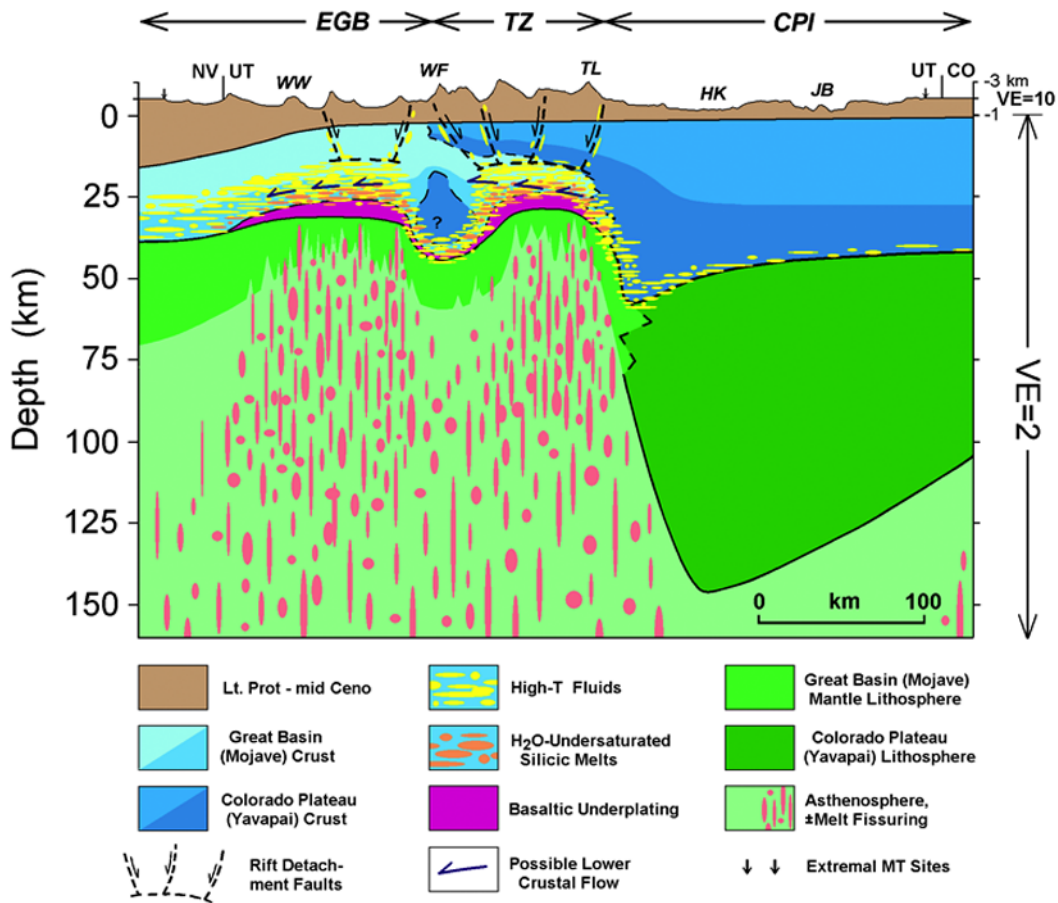 EGB TZ CPI
NV UT WW WF TL HK JB UT CO
-3 km
VE=10
-1
0
25
50
75
100
125
150
Depth (km)
?
VE=2
0 km 100
Lt. Prot - mid Ceno
High-T Fluids
Great Basin (Mojave)
Mantle Lithosphere
Great Basin
(Mojave) Crust
H2O-Undersaturated
Silicic Melts
Colorado Plateau
(Yavapai) Lithosphere
Colorado Plateau
(Yavapai) Crust
Basaltic Underplating
Asthenosphere,
±Melt Fissuring
Rift Detach-
ment Faults
Possible Lower
Crustal Flow
Extremal MT Sites